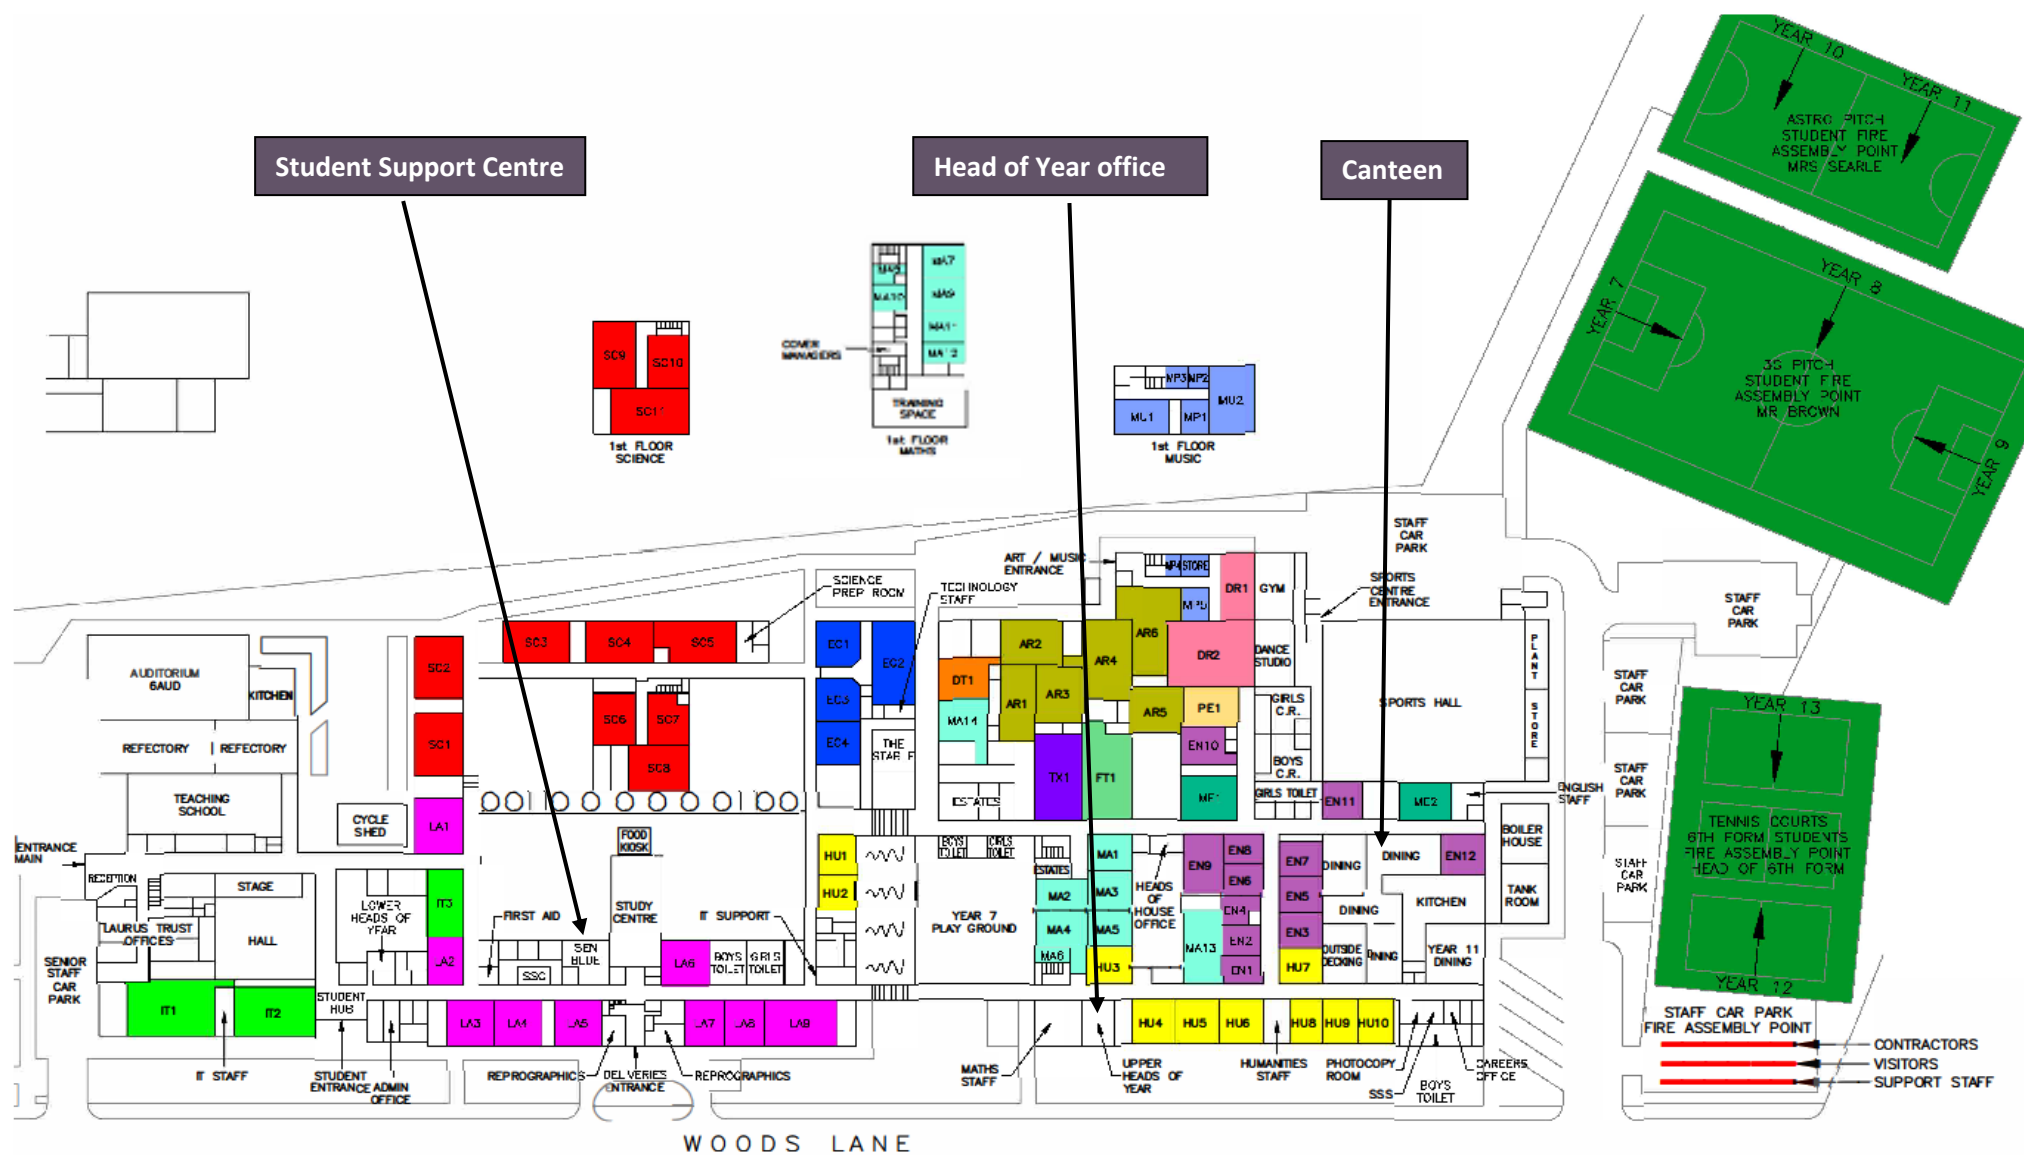 YEAR 10
YEAR 11
ASTRO PITCH
STUDENT FIRE
ASSEMBLY POINT
MRS SEARLE
Student Support Centre
Head of Year office
Canteen
YEAR 8
YEAR 7
3G PITCH
STUDENT FIRE
ASSEMBLY POINT
MR BROWN
YEAR 9
MA7
MA9
MA10
MA11
MA12
COVER
MANAGERS
TRAINING
SPACE
1st FLOOR
MATHS
SC9
SC10
SC11
1st FLOOR
SCIENCE
MP3
MP2
MU2
MU1
MP1
1st FLOOR
MUSIC
STAFF
CAR
PARK
ART / MUSIC
ENTRANCE
MP4
STORE
SCIENCE
PREP ROOM
TECHNOLOGY
STAFF
DR1
GYM
SPORTS
CENTRE
ENTRANCE
STAFF
CAR
PARK
MP5
SC3
SC4
SC5
EC1
EC2
AR2
AR6
AR4
DR2
DANCE
STUDIO
PLANT
AUDITORIUM
6AUD
KITCHEN
SC2
DT1
AR1
AR3
STAFF
CAR
PARK
SC6
SC7
EC3
MA14
AR5
PE1
GIRLS
C.R.
SPORTS HALL
STORE
YEAR 13
REFECTORY
REFECTORY
SC1
EC4
THE
STABLE
EN10
SC8
TX1
FT1
BOYS
C.R.
STAFF
CAR
PARK
TEACHING
SCHOOL
ESTATES
ME1
GIRLS TOILET
EN11
ME2
ENGLISH
STAFF
CYCLE
SHED
LA1
FOOD
KIOSK
BOILER
HOUSE
TENNIS COURTS
6TH FORM STUDENTS
FIRE ASSEMBLY POINT
HEAD OF 6TH FORM
ENTRANCE
MAIN
HU1
BOYS
TOILET
GIRLS
TOILET
MA1
EN9
EN8
EN7
DINING
DINING
EN12
STAFF
CAR
PARK
RECEPTION
STAGE
HU2
ESTATES
MA2
MA3
HEADS
OF
HOUSE
OFFICE
EN6
EN5
KITCHEN
TANK
ROOM
LOWER
HEADS OF
YEAR
IT3
FIRST AID
STUDY
CENTRE
IT SUPPORT
YEAR 7
PLAY GROUND
EN4
DINING
LAURUS TRUST
OFFICES
HALL
MA4
MA5
EN2
EN3
SENIOR
STAFF
CAR
PARK
LA2
SEN
BLUE
SSC
LA6
BOYS
TOILET
GIRLS
TOILET
MA6
HU3
MA13
EN1
HU7
OUTSIDE
DECKING
DINING
YEAR 11
DINING
YEAR 12
IT1
IT2
STUDENT
HUB
LA3
LA4
LA5
LA7
LA8
LA9
HU4
HU5
HU6
HU8
HU9
HU10
STAFF CAR PARK
FIRE ASSEMBLY POINT
CONTRACTORS
VISITORS
SUPPORT STAFF
IT STAFF
STUDENT
ENTRANCE
ADMIN
OFFICE
REPROGRAPHICS
DELIVERIES
ENTRANCE
REPROGRAPHICS
MATHS
STAFF
UPPER
HEADS OF
YEAR
HUMANITIES
STAFF
PHOTOCOPY
ROOM
SSS
BOYS
TOILET
CAREERS
OFFICE
WOODS LANE